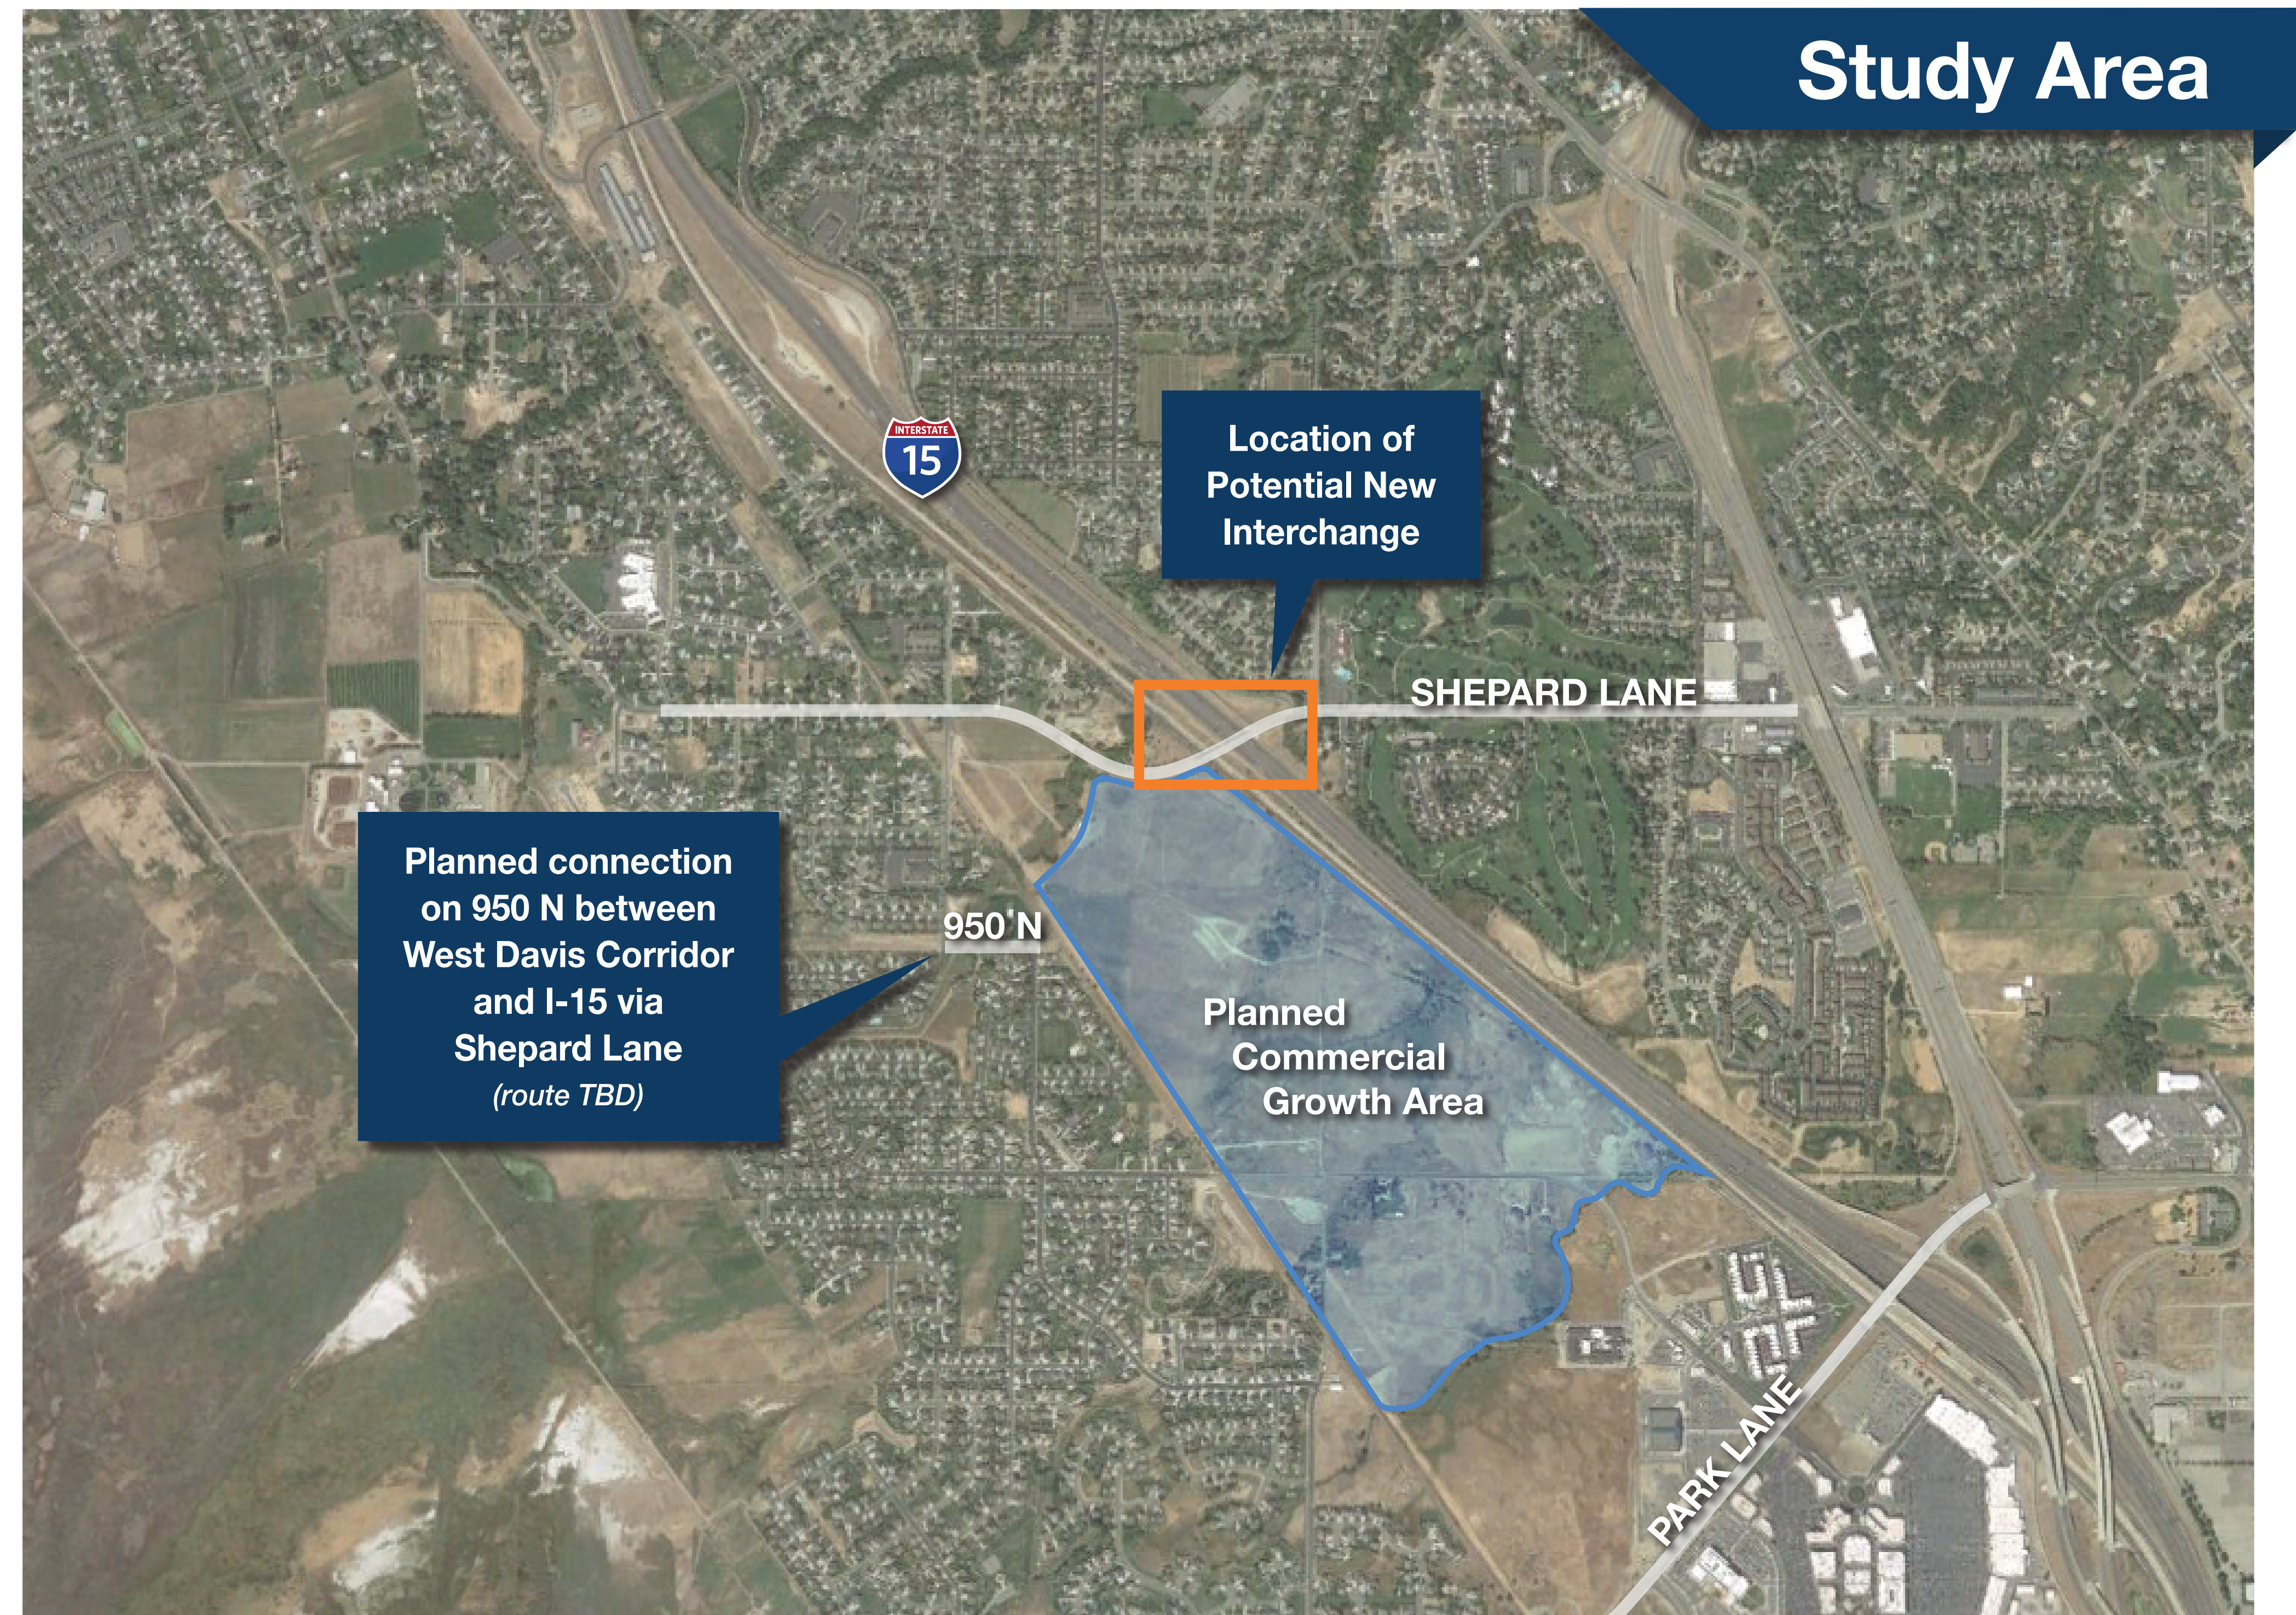 Study Area
INTERSTATE
15
Location of
Potential New
Interchange
SHEPARD LANE
Planned connection
on 950 N between
West Davis Corridor
and I-15 via
Shepard Lane
(route TBD)
950 N
Planned
Commercial
Growth Area
PARK LANE